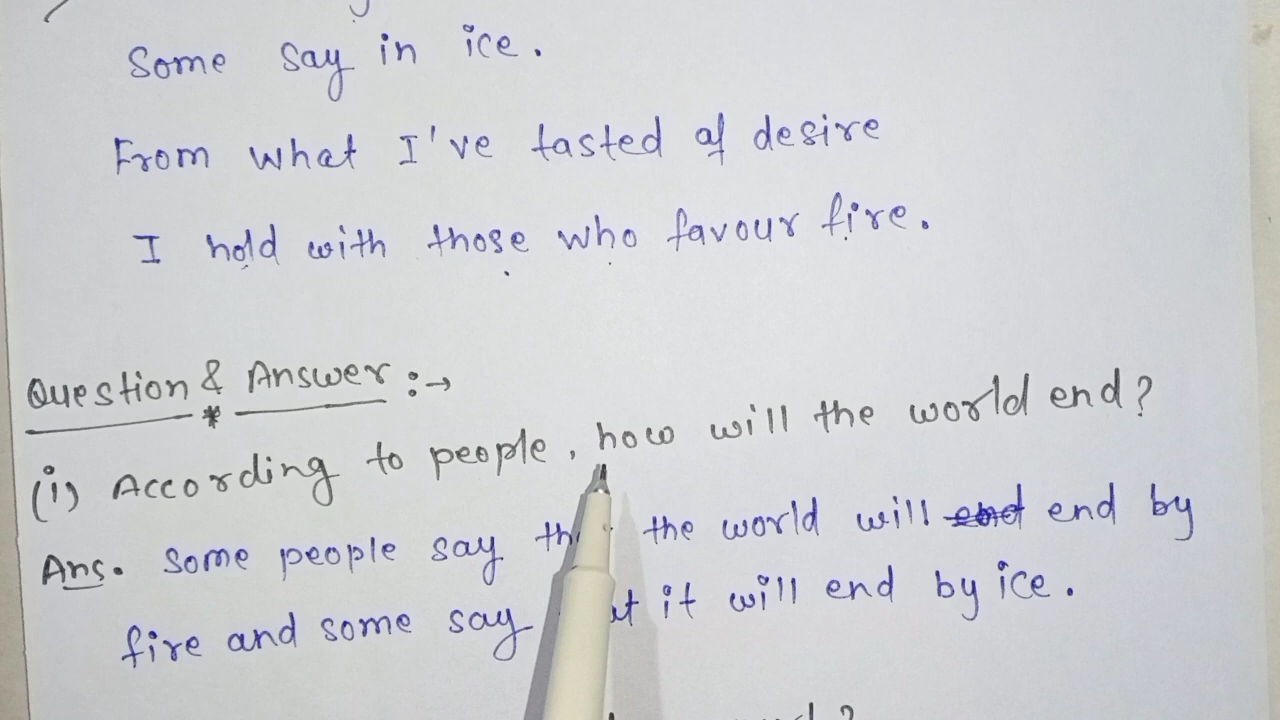 Some say in ice.
From what I've tasted of desire
I hold with those who favour fire.
Question & Answer :→
(i) According to people, how will the world end?
Ans. Some people say the world will end end by
fire and some say it will end by ice.